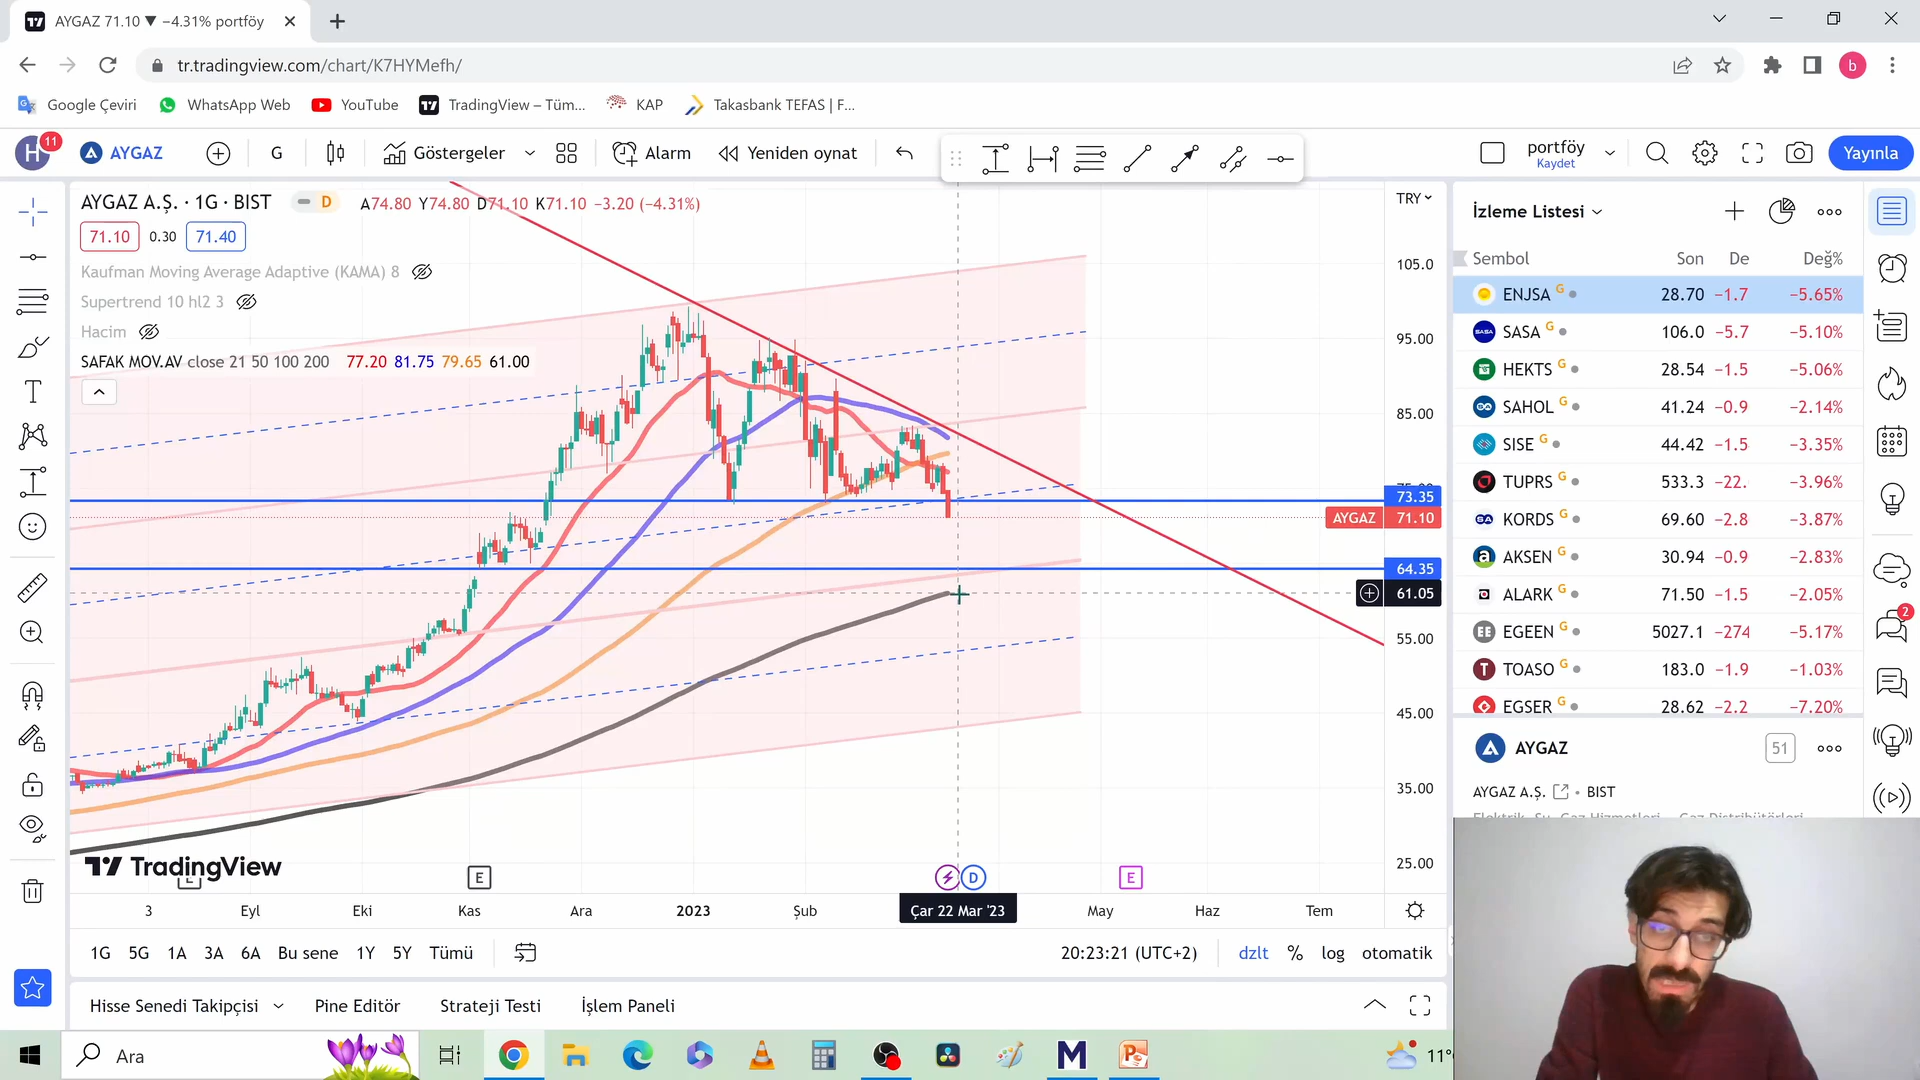 AYGAZ 71.10 ▼ −4.31% portföy
tr.tradingview.com/chart/K7HYMefh/
b
Google Çeviri
WhatsApp Web
YouTube
TradingView – Tüm...
KAP
Takasbank TEFAS | F...
H
11
AYGAZ
G
Göstergeler
Alarm
Yeniden oynat
portföy
Kaydet
Yayınla
AYGAZ A.Ş. · 1G · BIST
D
A74.80 Y74.80 D71.10 K71.10 −3.20 (−4.31%)
71.10
0.30
71.40
Kaufman Moving Average Adaptive (KAMA) 8
Supertrend 10 hl2 3
Hacim
SAFAK MOV.AV close 21 50 100 200 77.20 81.75 79.65 61.00
TRY
105.0
95.00
85.00
73.35
AYGAZ 71.10
64.35
61.05
55.00
45.00
35.00
25.00
TradingView
E
D
E
3
Eyl
Eki
Kas
Ara
2023
Şub
Çar 22 Mar '23
May
Haz
Tem
1G
5G
1A
3A
6A
Bu sene
1Y
5Y
Tümü
20:23:21 (UTC+2)
dzlt
%
log
otomatik
Hisse Senedi Takipçisi
Pine Editör
Strateji Testi
İşlem Paneli
İzleme Listesi
Sembol Son De Değ%
ENJSA G 28.70 −1.7 −5.65%
SASA G 106.0 −5.7 −5.10%
HEKTS G 28.54 −1.5 −5.06%
SAHOL G 41.24 −0.9 −2.14%
SISE G 44.42 −1.5 −3.35%
TUPRS G 533.3 −22. −3.96%
KORDS G 69.60 −2.8 −3.87%
AKSEN G 30.94 −0.9 −2.83%
ALARK G 71.50 −1.5 −2.05%
EGEEN G 5027.1 −274 −5.17%
TOASO G 183.0 −1.9 −1.03%
EGSER G 28.62 −2.2 −7.20%
2
AYGAZ
51
AYGAZ A.Ş. • BIST
Ara
11°